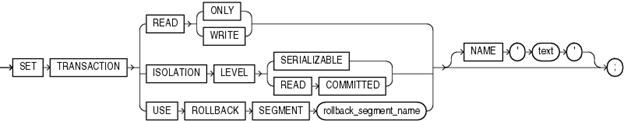 ONLY
READ
WRITE
NAME ' text '
SET TRANSACTION ISOLATION LEVEL SERIALIZABLE ;
READ COMMITTED
USE ROLLBACK SEGMENT rollback_segment_name